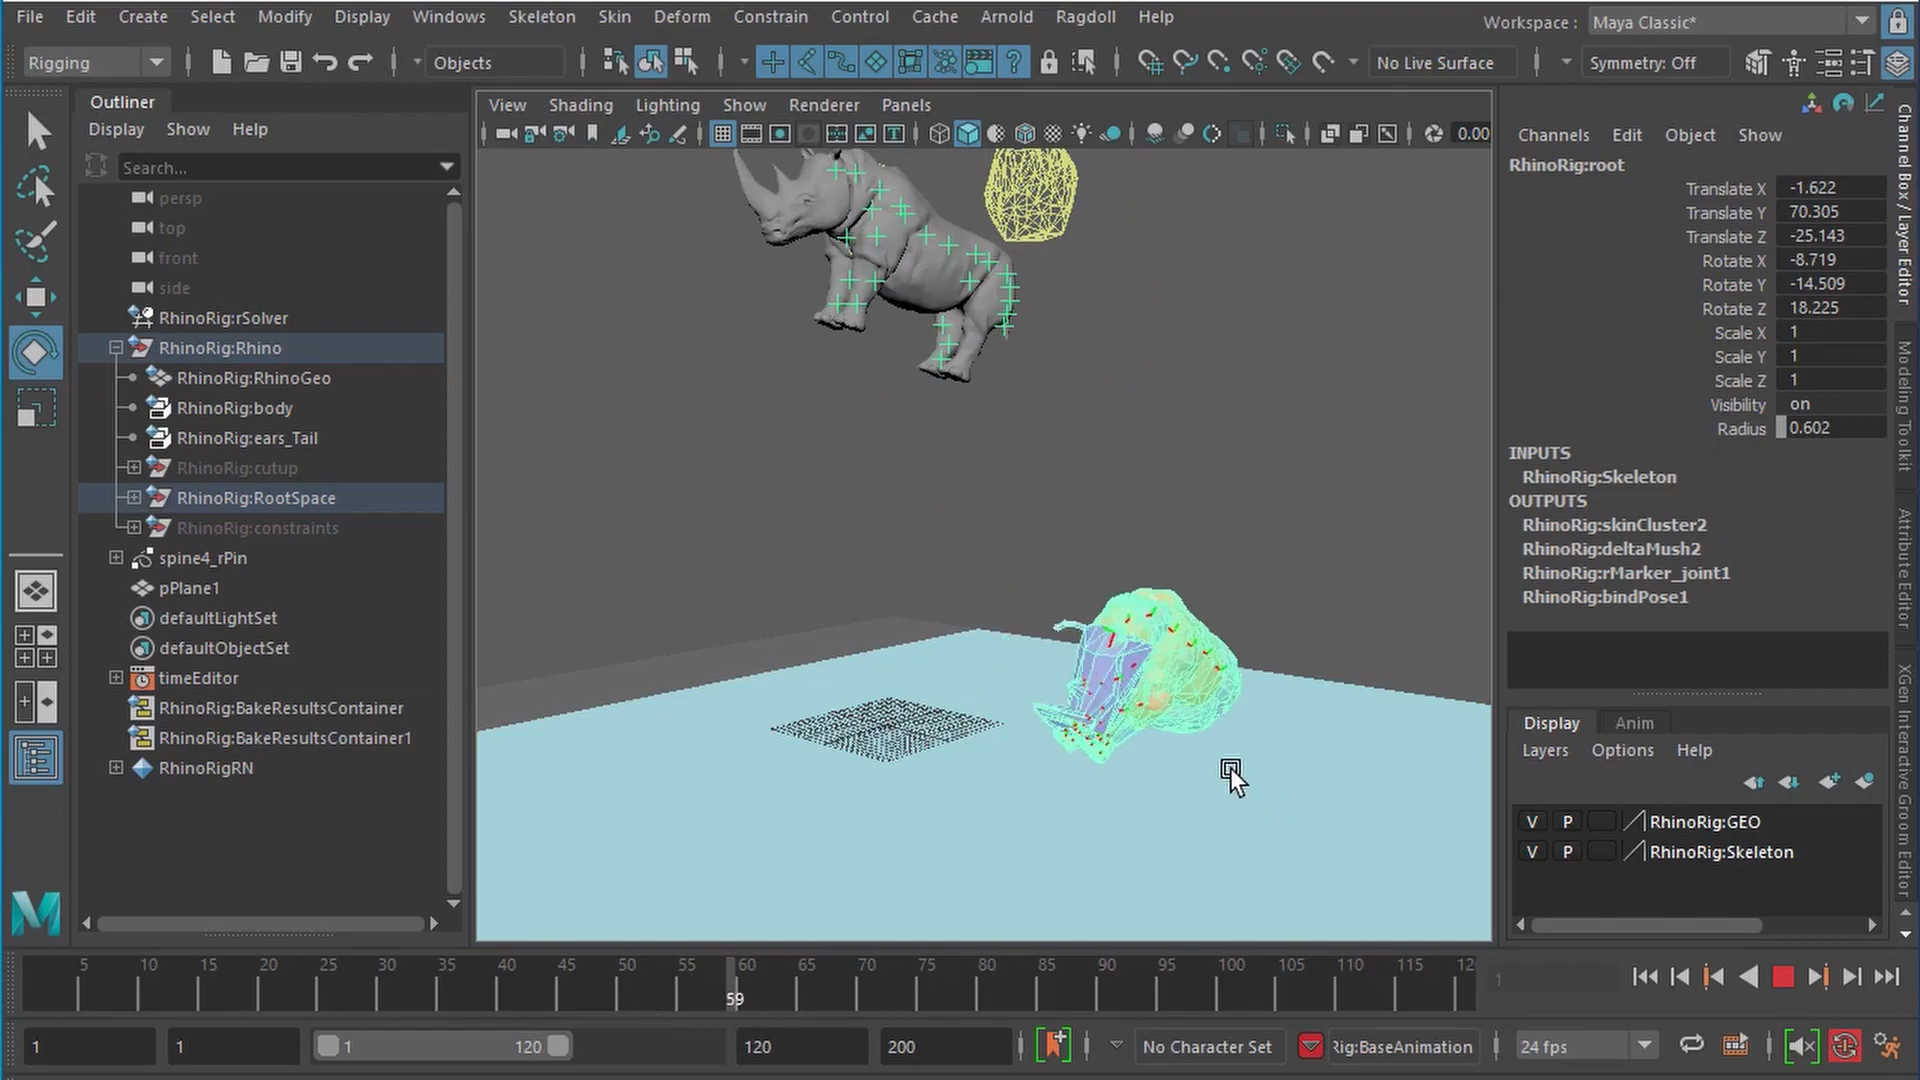 File Edit Create Select Modify Display Windows Skeleton Skin Deform Constrain Control Cache Arnold Ragdoll Help
Workspace : Maya Classic*
Rigging Objects No Live Surface Symmetry: Off
Outliner
Display Show Help
Search...
persp
top
front
side
RhinoRig:rSolver
RhinoRig:Rhino
RhinoRig:RhinoGeo
RhinoRig:body
RhinoRig:ears_Tail
RhinoRig:cutup
RhinoRig:RootSpace
RhinoRig:constraints
spine4_rPin
pPlane1
defaultLightSet
defaultObjectSet
timeEditor
RhinoRig:BakeResultsContainer
RhinoRig:BakeResultsContainer1
RhinoRigRN
View Shading Lighting Show Renderer Panels
0.00
Channels Edit Object Show
RhinoRig:root
Translate X -1.622
Translate Y 70.305
Translate Z -25.143
Rotate X -8.719
Rotate Y -14.509
Rotate Z 18.225
Scale X 1
Scale Y 1
Scale Z 1
Visibility on
Radius 0.602
INPUTS
RhinoRig:Skeleton
OUTPUTS
RhinoRig:skinCluster2
RhinoRig:deltaMush2
RhinoRig:rMarker_joint1
RhinoRig:bindPose1
Display Anim
Layers Options Help
V P RhinoRig:GEO
V P RhinoRig:Skeleton
Channel Box / Layer Editor
Modeling Toolkit
Attribute Editor
XGen Interactive Groom Editor
5 10 15 20 25 30 35 40 45 50 55 60 65 70 75 80 85 90 95 100 105 110 115 12
59
1
1 1 1 120 120 200 No Character Set Rig:BaseAnimation 24 fps